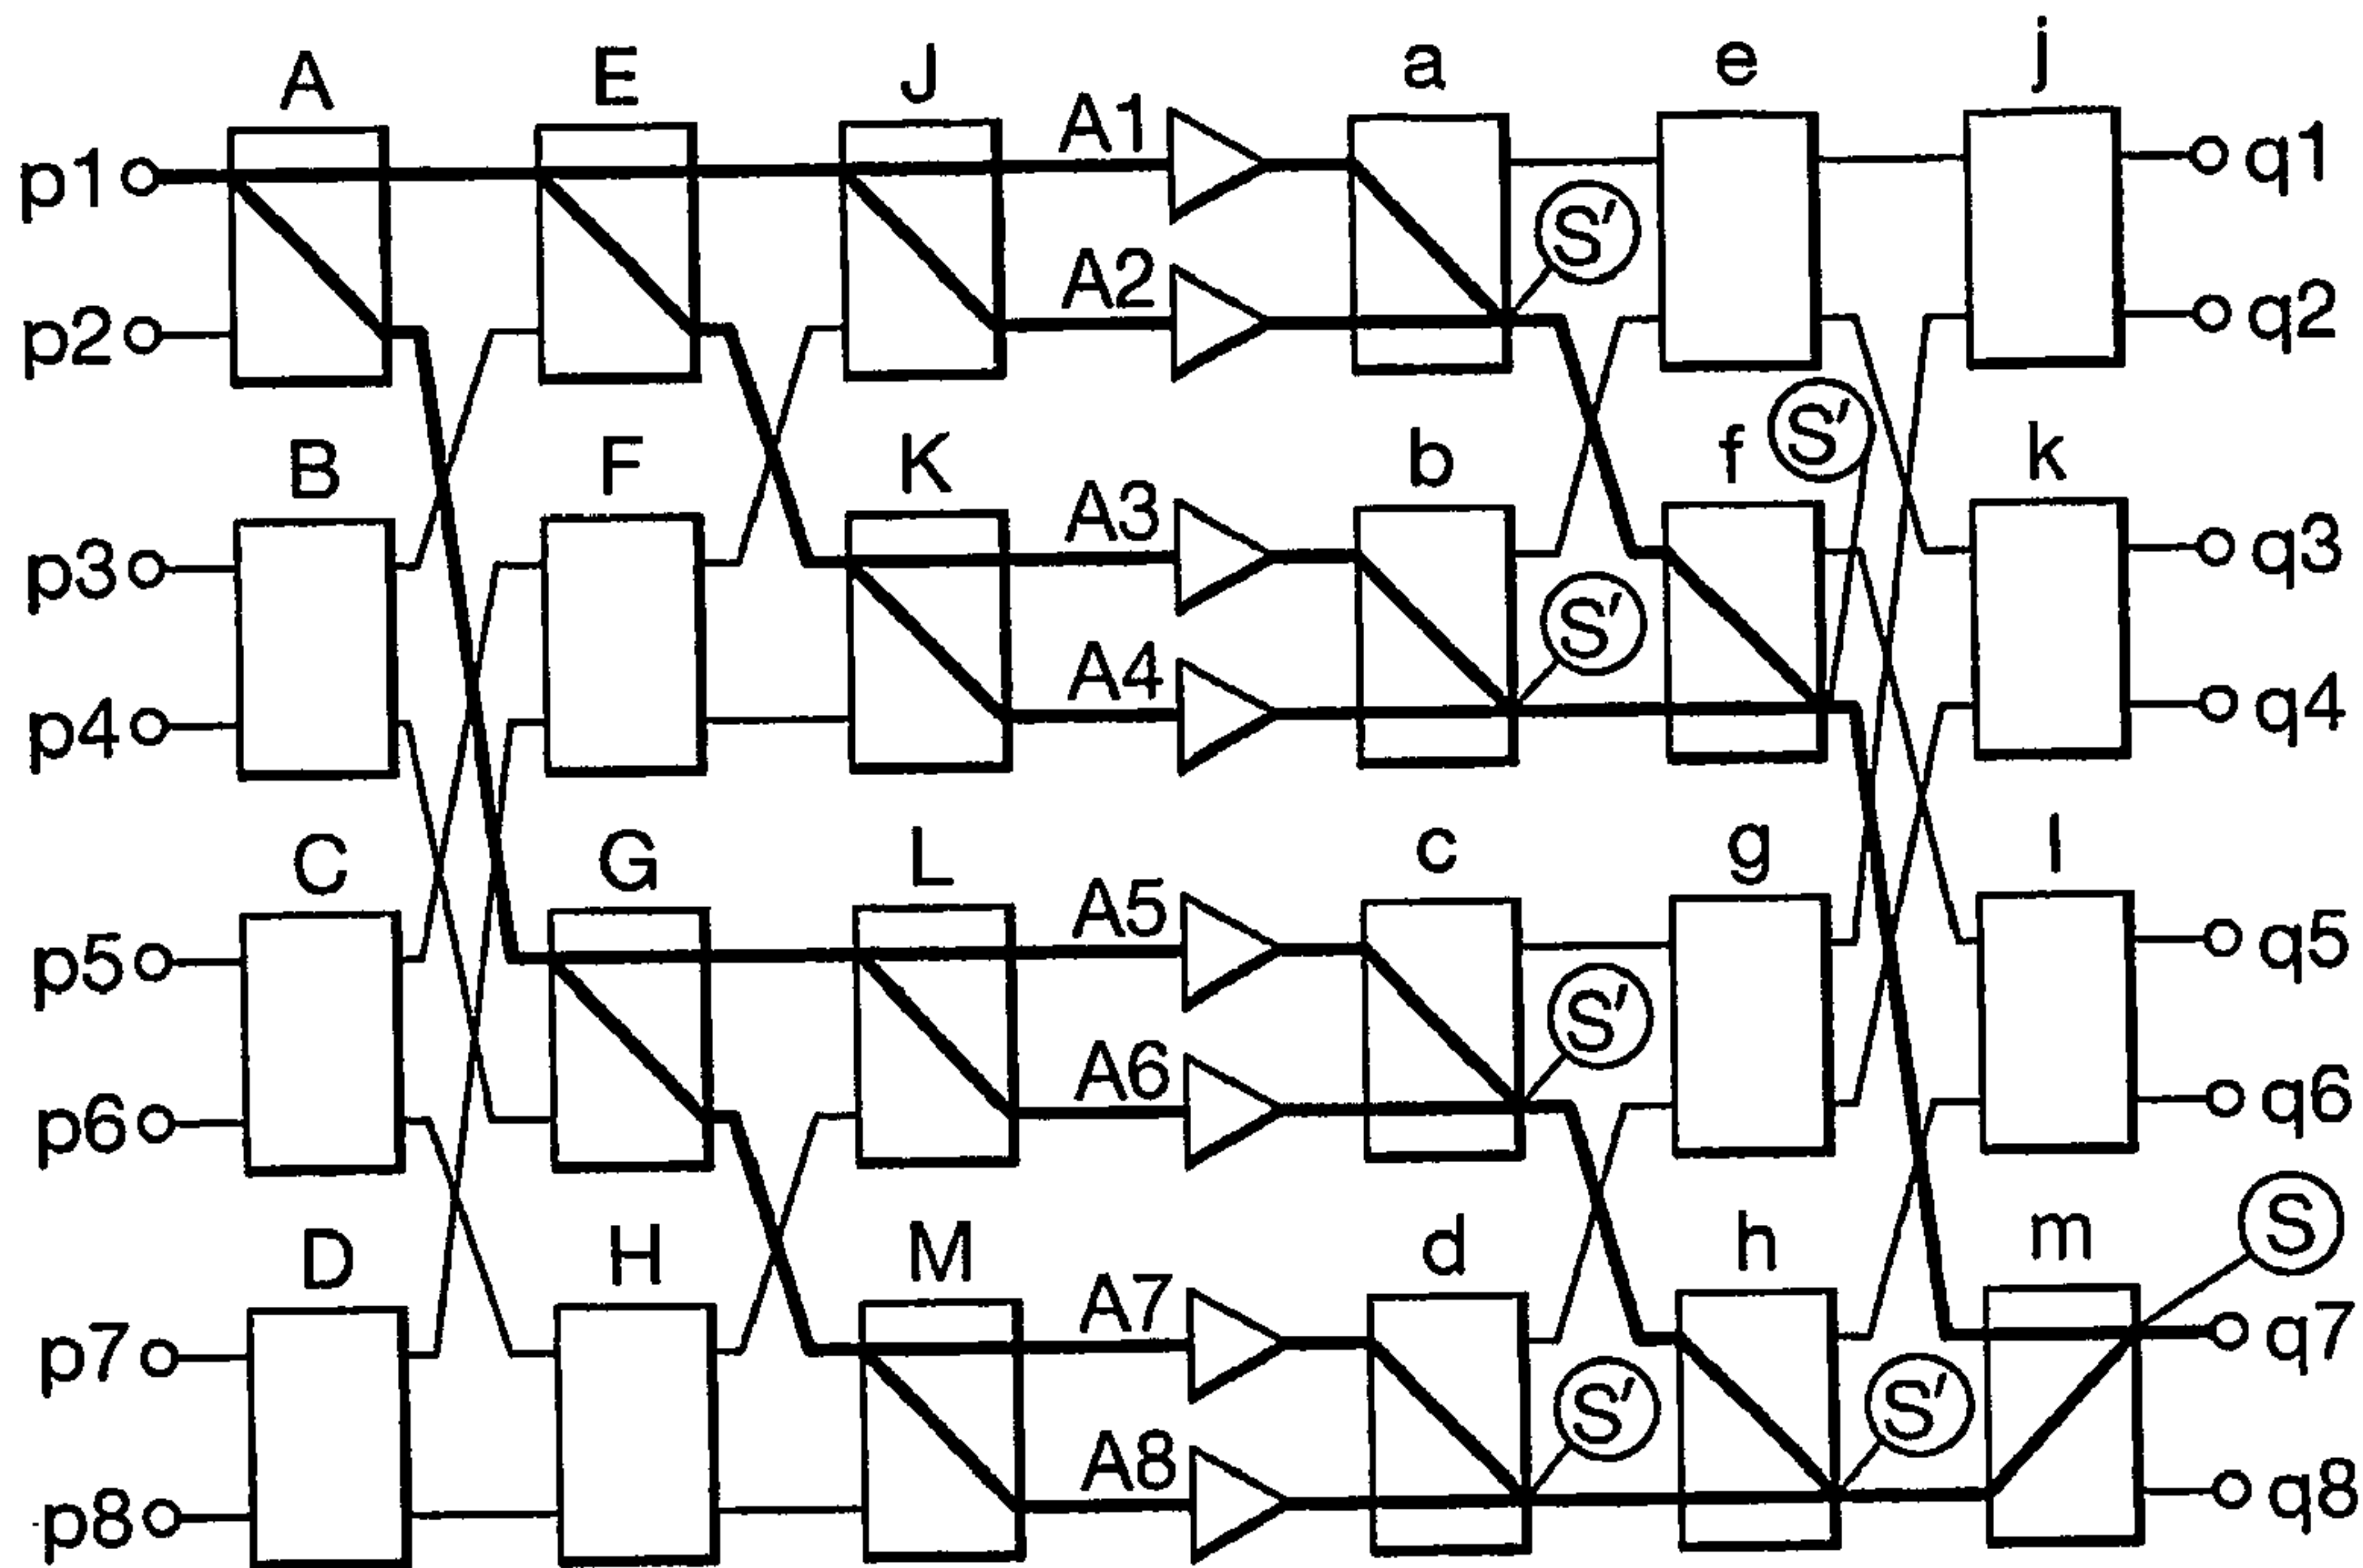 A E J a e j
p1 A1 q1
S′
p2 A2 q2
B F K b f S′ k
p3 A3 q3
S′
p4 A4 q4
C G L c g l
p5 A5 q5
S′
p6 A6 q6
D H M d h m S
p7 A7 q7
S′ S′
p8 A8 q8